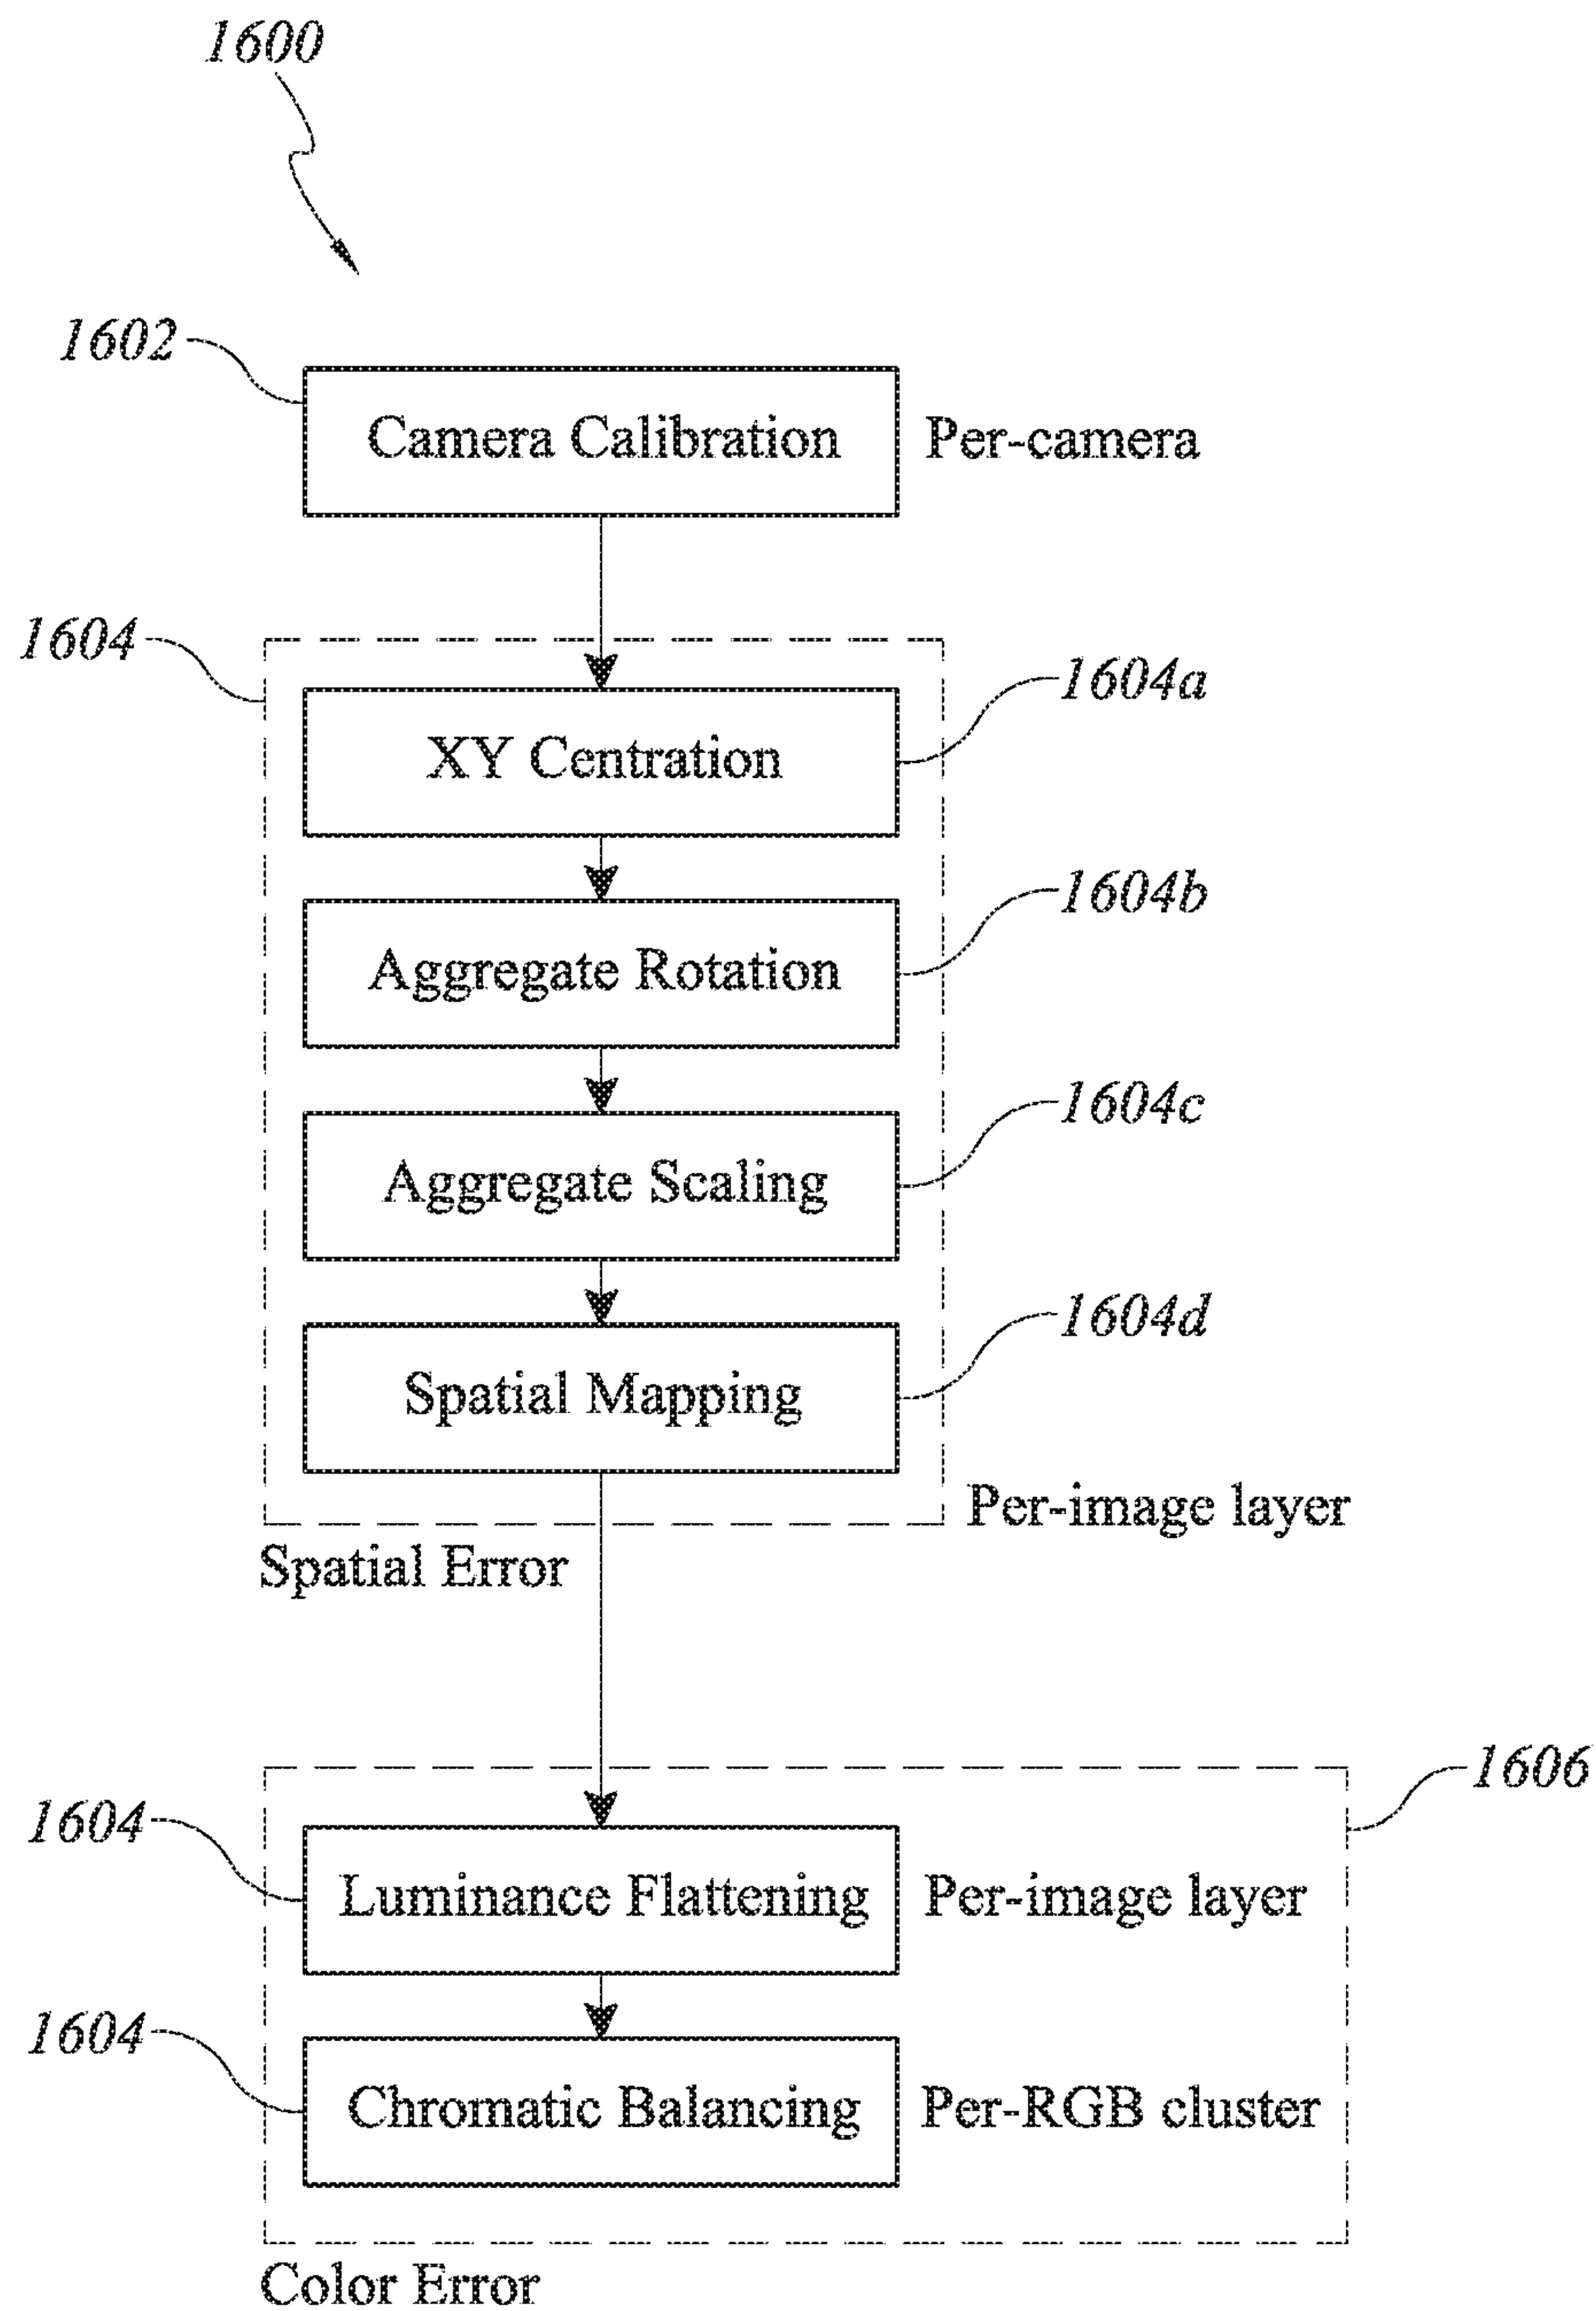 1600
1602
Camera Calibration
Per-camera
1604
1604a
XY Centration
1604b
Aggregate Rotation
1604c
Aggregate Scaling
1604d
Spatial Mapping
Per-image layer
Spatial Error
1606
1604
Luminance Flattening
Per-image layer
1604
Chromatic Balancing
Per-RGB cluster
Color Error